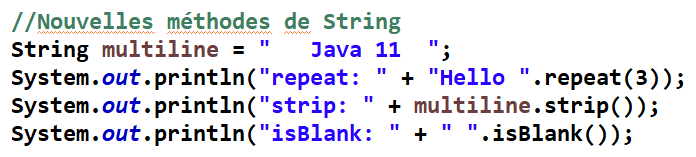 //Nouvelles méthodes de String
String multiline = "   Java 11  ";
System.out.println("repeat: " + "Hello ".repeat(3));
System.out.println("strip: " + multiline.strip());
System.out.println("isBlank: " + " ".isBlank());